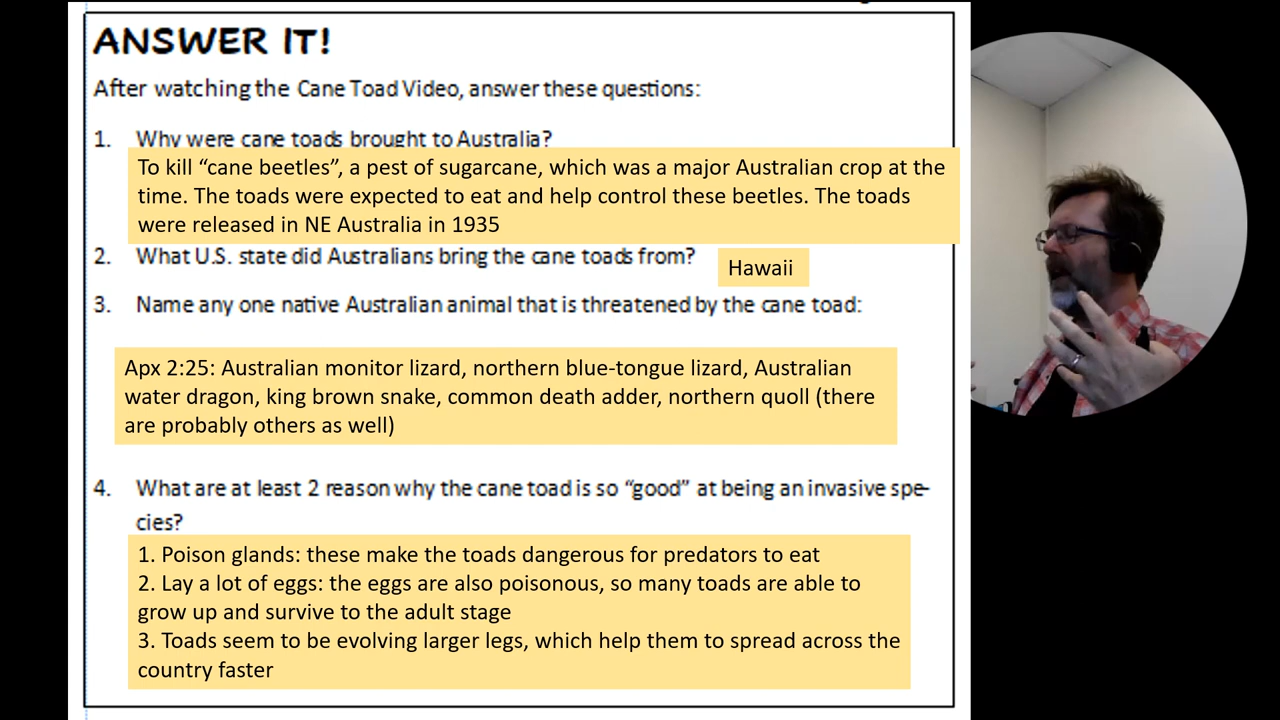 ANSWER IT!
After watching the Cane Toad Video, answer these questions:
1. Why were cane toads brought to Australia?
To kill “cane beetles”, a pest of sugarcane, which was a major Australian crop at the
time. The toads were expected to eat and help control these beetles. The toads
were released in NE Australia in 1935
2. What U.S. state did Australians bring the cane toads from?
Hawaii
3. Name any one native Australian animal that is threatened by the cane toad:
Apx 2:25: Australian monitor lizard, northern blue-tongue lizard, Australian
water dragon, king brown snake, common death adder, northern quoll (there
are probably others as well)
4. What are at least 2 reason why the cane toad is so “good” at being an invasive spe-
cies?
1. Poison glands: these make the toads dangerous for predators to eat
2. Lay a lot of eggs: the eggs are also poisonous, so many toads are able to
grow up and survive to the adult stage
3. Toads seem to be evolving larger legs, which help them to spread across the
country faster